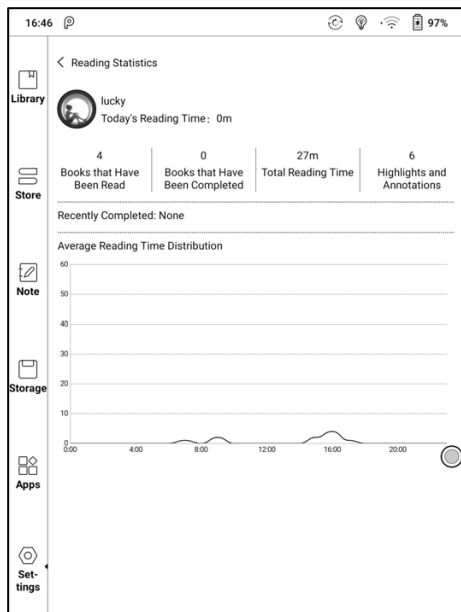 16:46
97%
Library
Store
Note
Storage
Apps
Set-
tings
Reading Statistics
lucky
Today's Reading Time: 0m
4
Books that Have
Been Read
0
Books that Have
Been Completed
27m
Total Reading Time
6
Highlights and
Annotations
Recently Completed: None
Average Reading Time Distribution
60
50
40
30
20
10
0
0:00
4:00
8:00
12:00
16:00
20:00